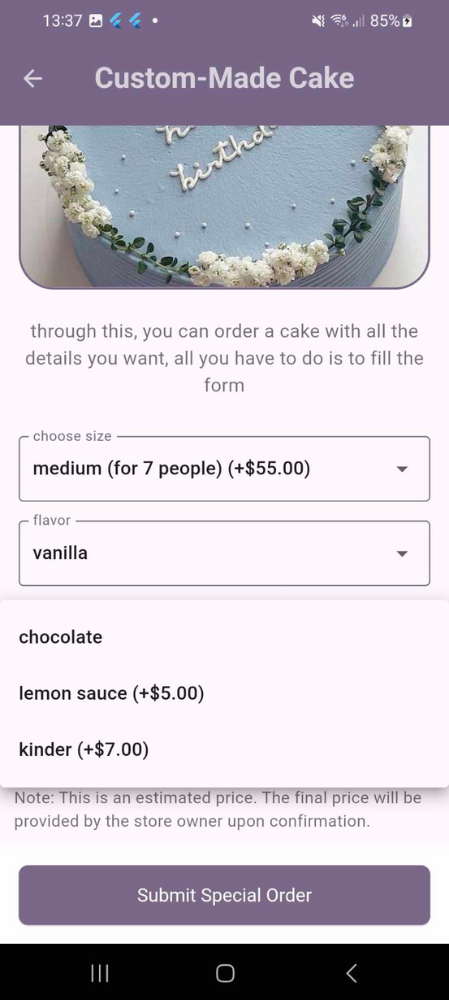 13:37 85%
Custom-Made Cake
birthd
through this, you can order a cake with all the
details you want, all you have to do is to fill the
form
choose size
medium (for 7 people) (+$55.00)
flavor
vanilla
chocolate
lemon sauce (+$5.00)
kinder (+$7.00)
Note: This is an estimated price. The final price will be
provided by the store owner upon confirmation.
Submit Special Order